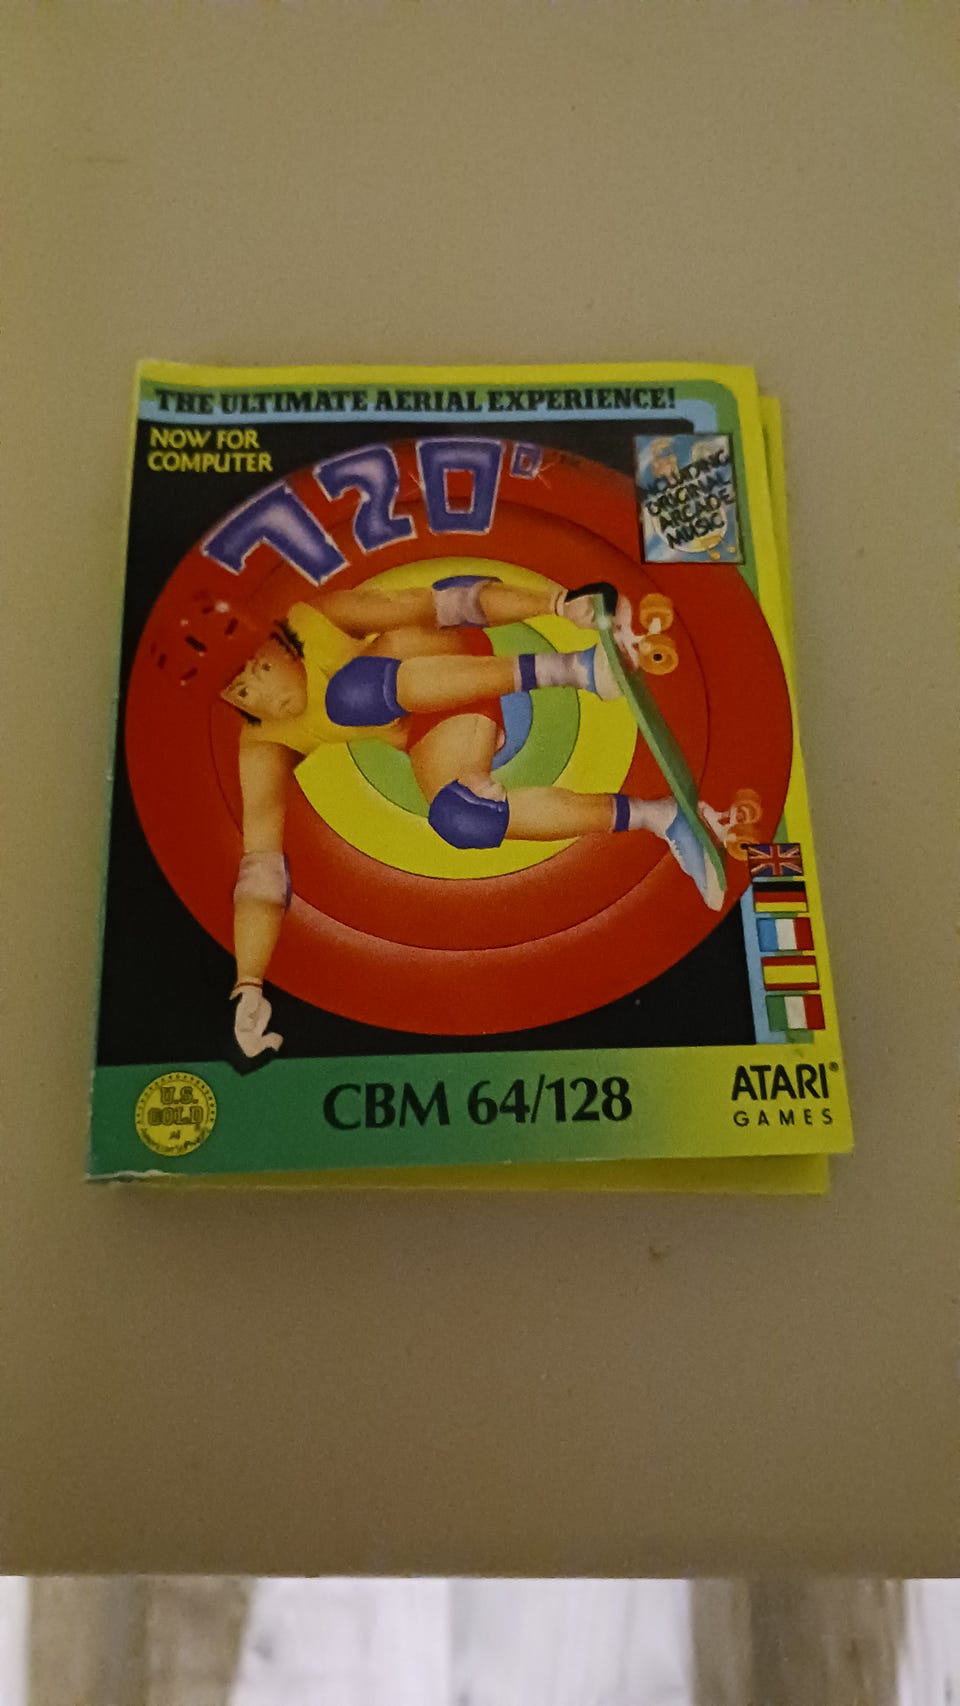 THE ULTIMATE AERIAL EXPERIENCE!
NOW FOR
COMPUTER
720°
INCLUDING
ORIGINAL
ARCADE
MUSIC
CBM 64/128
U.S.
GOLD
ATARI®
GAMES